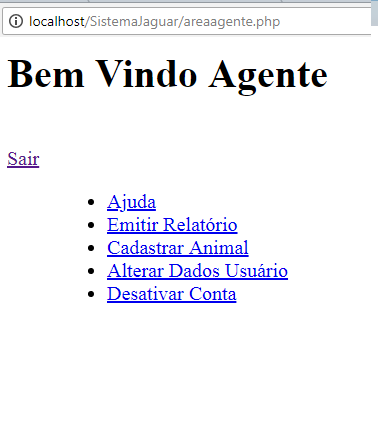 localhost/SistemaJaguar/areaagente.php
Bem Vindo Agente
Sair
Ajuda
Emitir Relatório
Cadastrar Animal
Alterar Dados Usuário
Desativar Conta